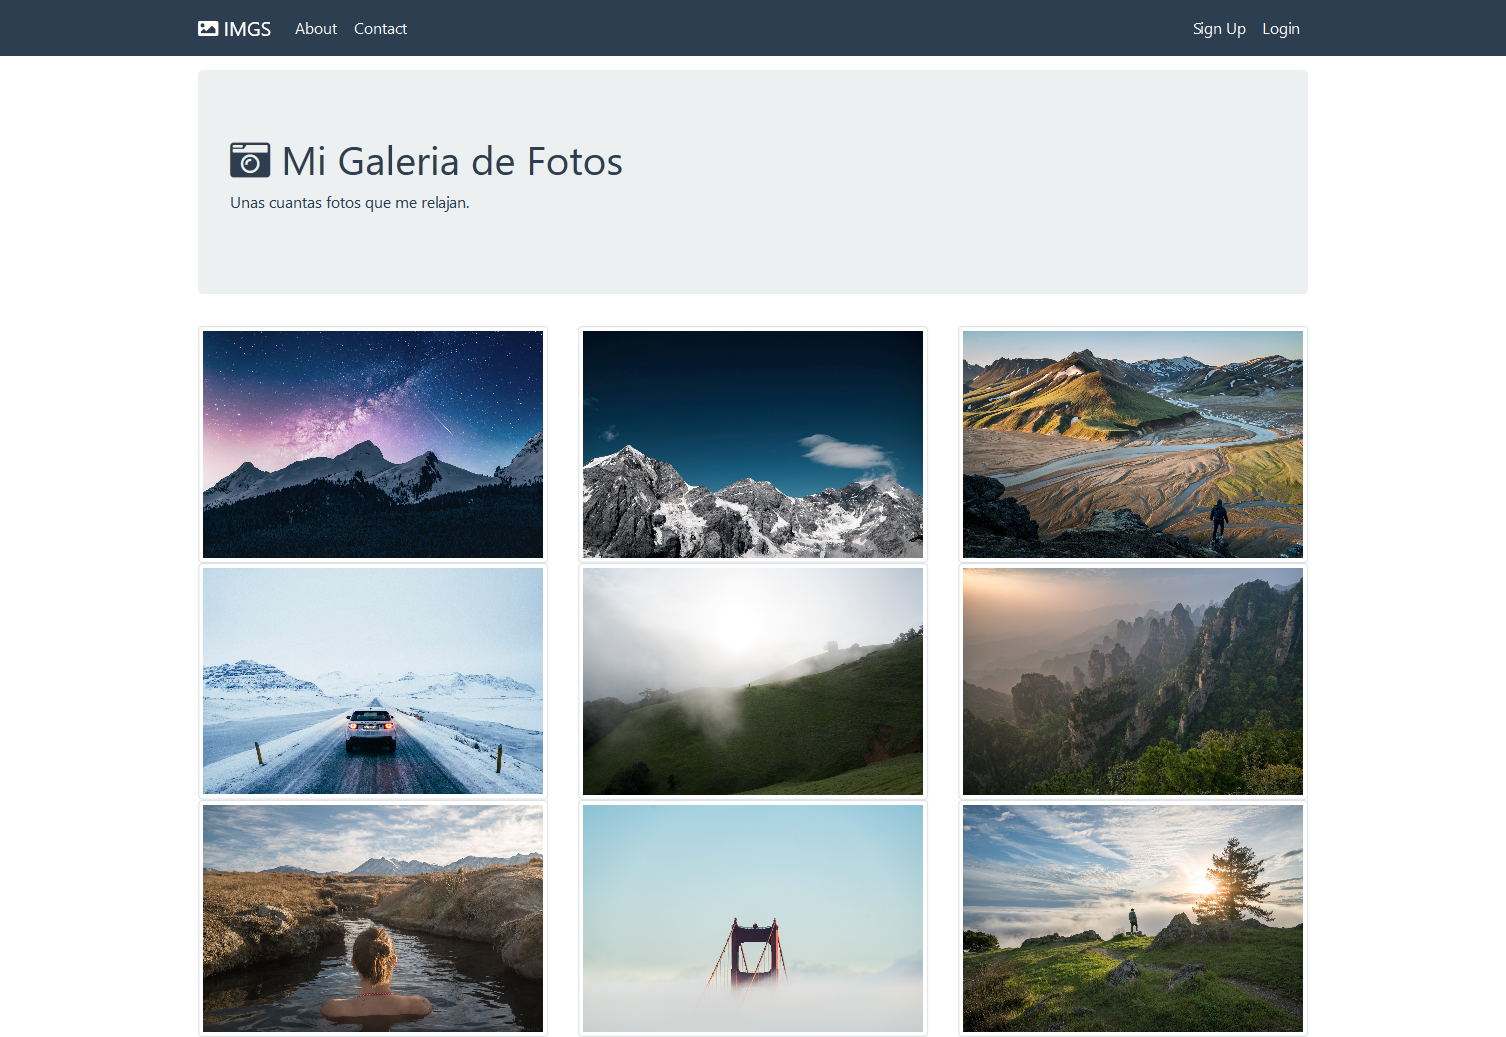 IMGS About Contact Sign Up Login
Mi Galeria de Fotos
Unas cuantas fotos que me relajan.